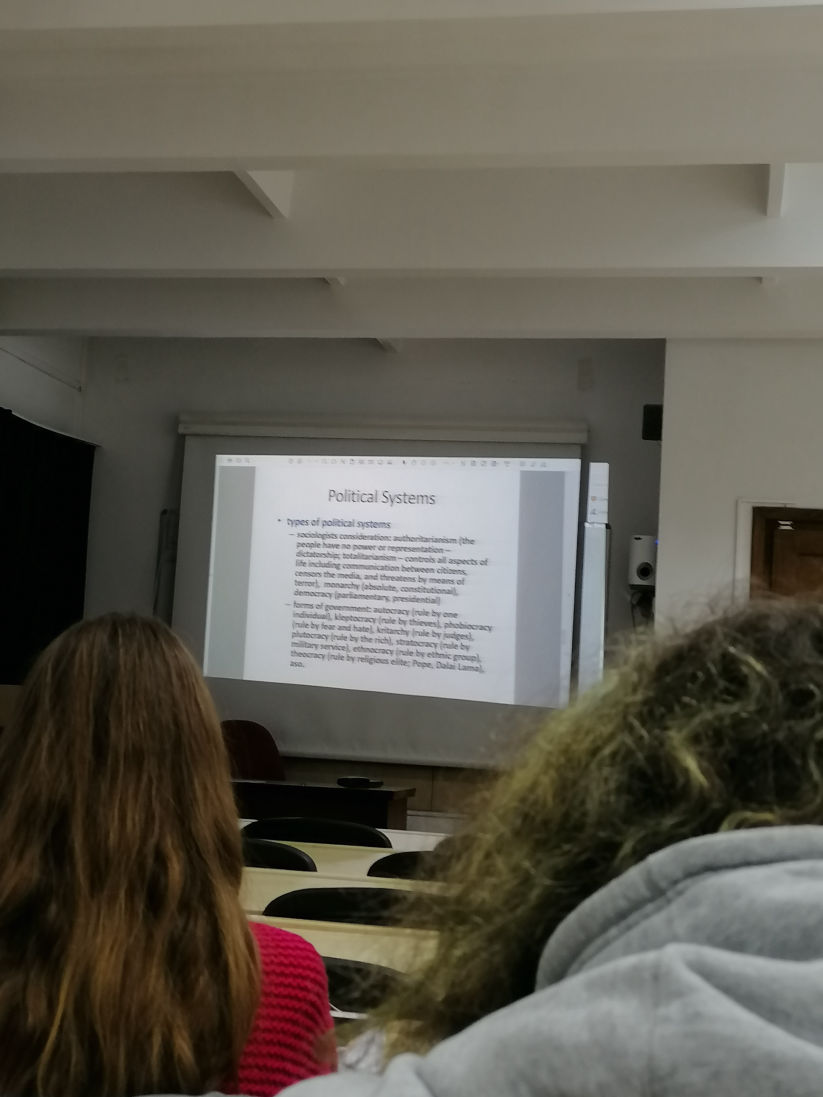 Political Systems
• types of political systems
– sociologists consideration: authoritarianism (the
people have no power or representation –
dictatorship; totalitarianism – controls all aspects of
life including communication between citizens,
censors the media, and threatens by means of
terror), monarchy (absolute, constitutional),
democracy (parliamentary, presidential)
– forms of government: autocracy (rule by one
individual), kleptocracy (rule by thieves), phobiocracy
(rule by fear and hate), kritarchy (rule by judges),
plutocracy (rule by the rich), stratocracy (rule by
military service), ethnocracy (rule by ethnic group),
theocracy (rule by religious elite; Pope, Dalai Lama),
aso.